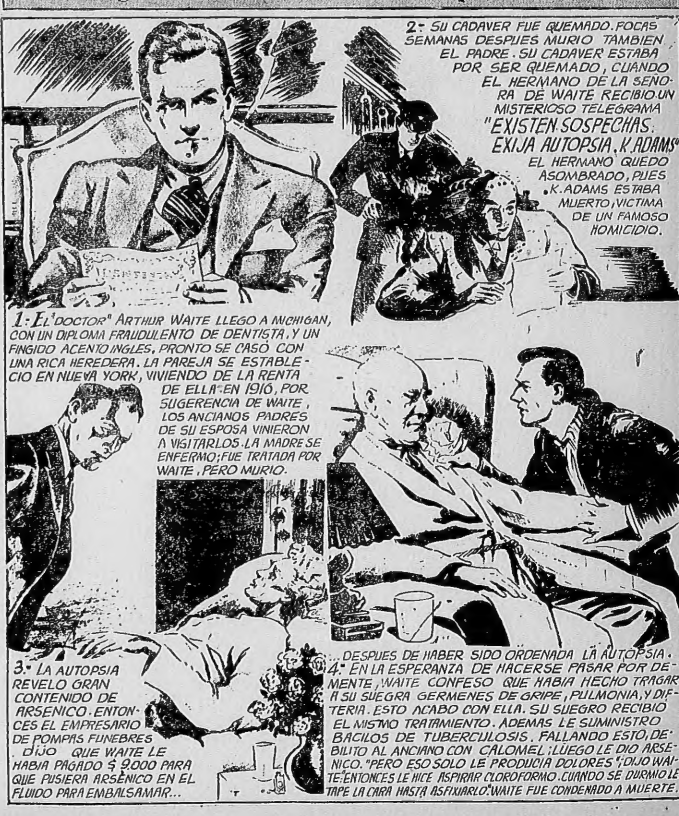 1.- EL "DOCTOR" ARTHUR WAITE LLEGO A MICHIGAN,
CON UN DIPLOMA FRAUDULENTO DE DENTISTA, Y UN
FINGIDO ACENTO INGLES, PRONTO SE CASÓ CON
UNA RICA HEREDERA. LA PAREJA SE ESTABLE-
CIO EN NUEVA YORK, VIVIENDO DE LA RENTA
DE ELLA-EN 1916, POR
SUGERENCIA DE WAITE,
LOS ANCIANOS PADRES
DE SU ESPOSA VINIERON
A VISITARLOS. LA MADRE SE
ENFERMO; FUE TRATADA POR
WAITE, PERO MURIO.
2.- SU CADAVER FUE QUEMADO. POCAS
SEMANAS DESPUES MURIO TAMBIEN
EL PADRE. SU CADAVER ESTABA
POR SER QUEMADO, CUANDO
EL HERMANO DE LA SEÑO-
RA DE WAITE RECIBIO UN
MISTERIOSO TELEGRAMA
"EXISTEN SOSPECHAS.
EXIJA AUTOPSIA, K. ADAMS"
EL HERMANO QUEDO
ASOMBRADO, PUES
K. ADAMS ESTABA
MUERTO, VICTIMA
DE UN FAMOSO
HOMICIDIO.
3.- LA AUTOPSIA
REVELO GRAN
CONTENIDO DE
ARSENICO. ENTON-
CES EL EMPRESARIO
DE POMPAS FUNEBRES
DIJO QUE WAITE LE
HABIA PAGADO $ 9,000 PARA
QUE PUSIERA ARSENICO EN EL
FLUIDO PARA EMBALSAMAR...
...DESPUES DE HABER SIDO ORDENADA LA AUTOPSIA.
4.- EN LA ESPERANZA DE HACERSE PASAR POR DE-
MENTE, WAITE CONFESO QUE HABIA HECHO TRAGAR
A SU SUEGRA GERMENES DE GRIPE, PULMONIA, Y DIF-
TERIA. ESTO ACABO CON ELLA. SU SUEGRO RECIBIÓ
EL MISMO TRATAMIENTO. ADEMAS LE SUMINISTRO
BACILOS DE TUBERCULOSIS. FALLANDO ESTO, DE-
BILITO AL ANCIANO CON CALOMEL; LUEGO LE DIO ARSE-
NICO. "PERO ESO SOLO LE PRODUCIA DOLORES", DIJO WAI-
TE. "ENTONCES LE HICE ASPIRAR CLOROFORMO. CUANDO SE DURMIO LE
TAPE LA CARA HASTA ASFIXIARLO". WAITE FUE CONDENADO A MUERTE.